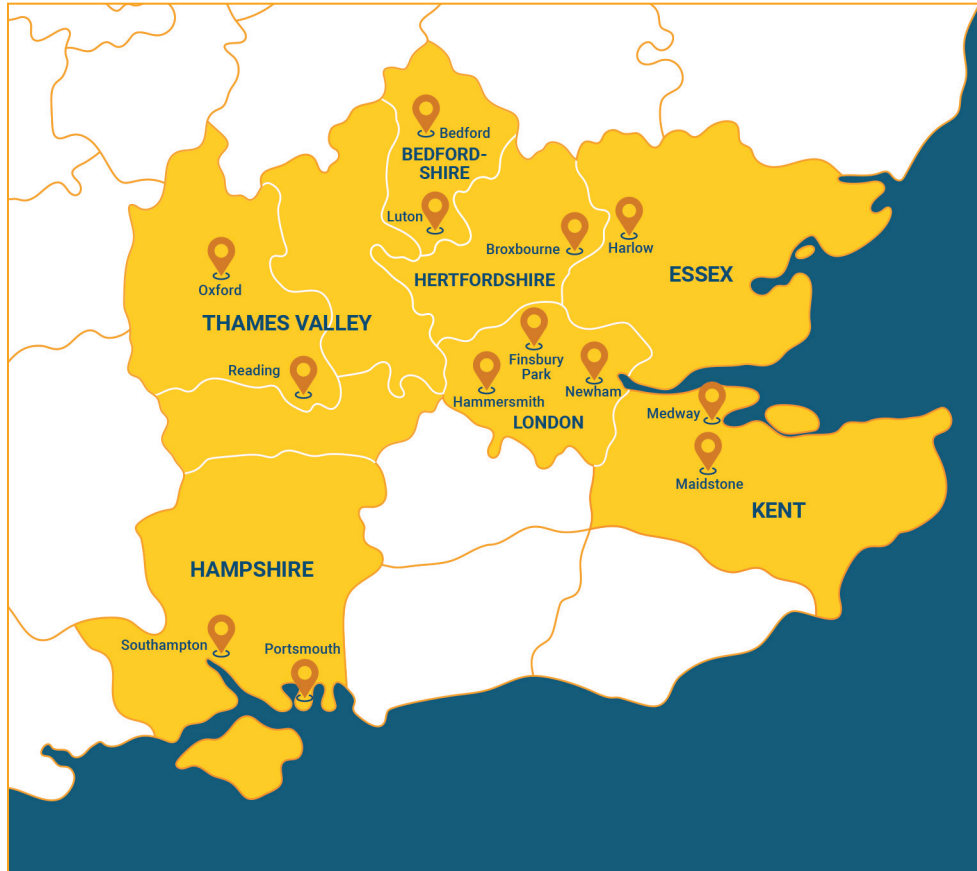 Bedford
BEDFORD-
SHIRE
Luton
Broxbourne
Harlow
HERTFORDSHIRE
ESSEX
Oxford
THAMES VALLEY
Finsbury
Park
Reading
Hammersmith
Newham
LONDON
Medway
Maidstone
KENT
HAMPSHIRE
Southampton
Portsmouth